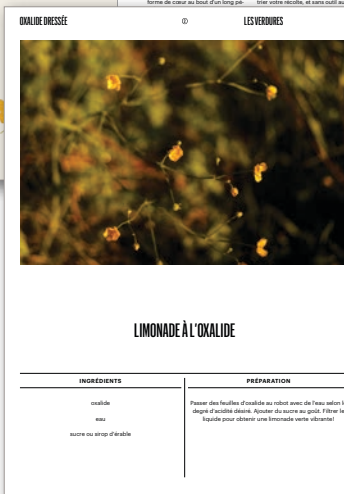 forme de cœur au bout d'un long pé-
trier votre récolte, et sans outil au
OXALIDE DRESSÉE
LES VERDURES
LIMONADE À L'OXALIDE
INGRÉDIENTS
oxalide
eau
sucre ou sirop d'érable
PRÉPARATION
Passer des feuilles d'oxalide au robot avec de l'eau selon l
degré d'acidité désiré. Ajouter du sucre au goût. Filtrer le
liquide pour obtenir une limonade verte vibrante!